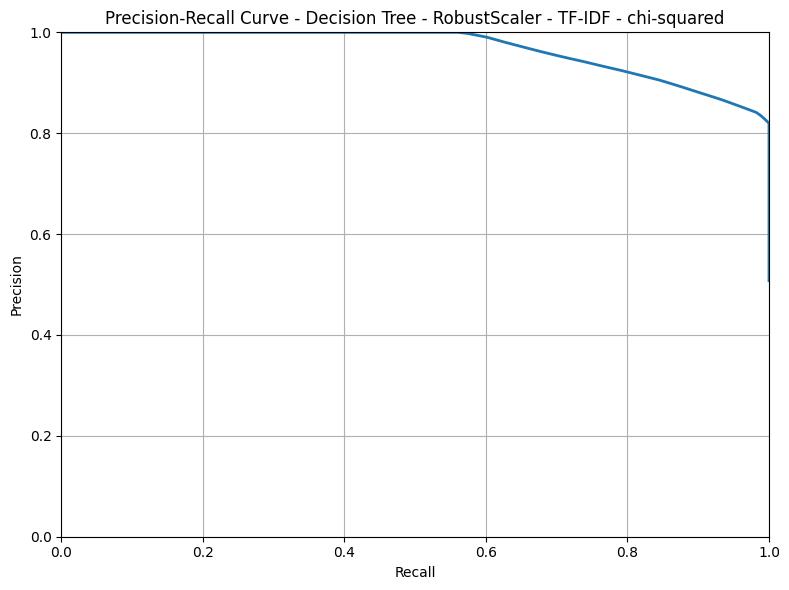 Precision-Recall Curve - Decision Tree - RobustScaler - TF-IDF - chi-squared
1.0
0.8
0.6
0.4
0.2
0.0
Precision
0.0 0.2 0.4 0.6 0.8 1.0
Recall